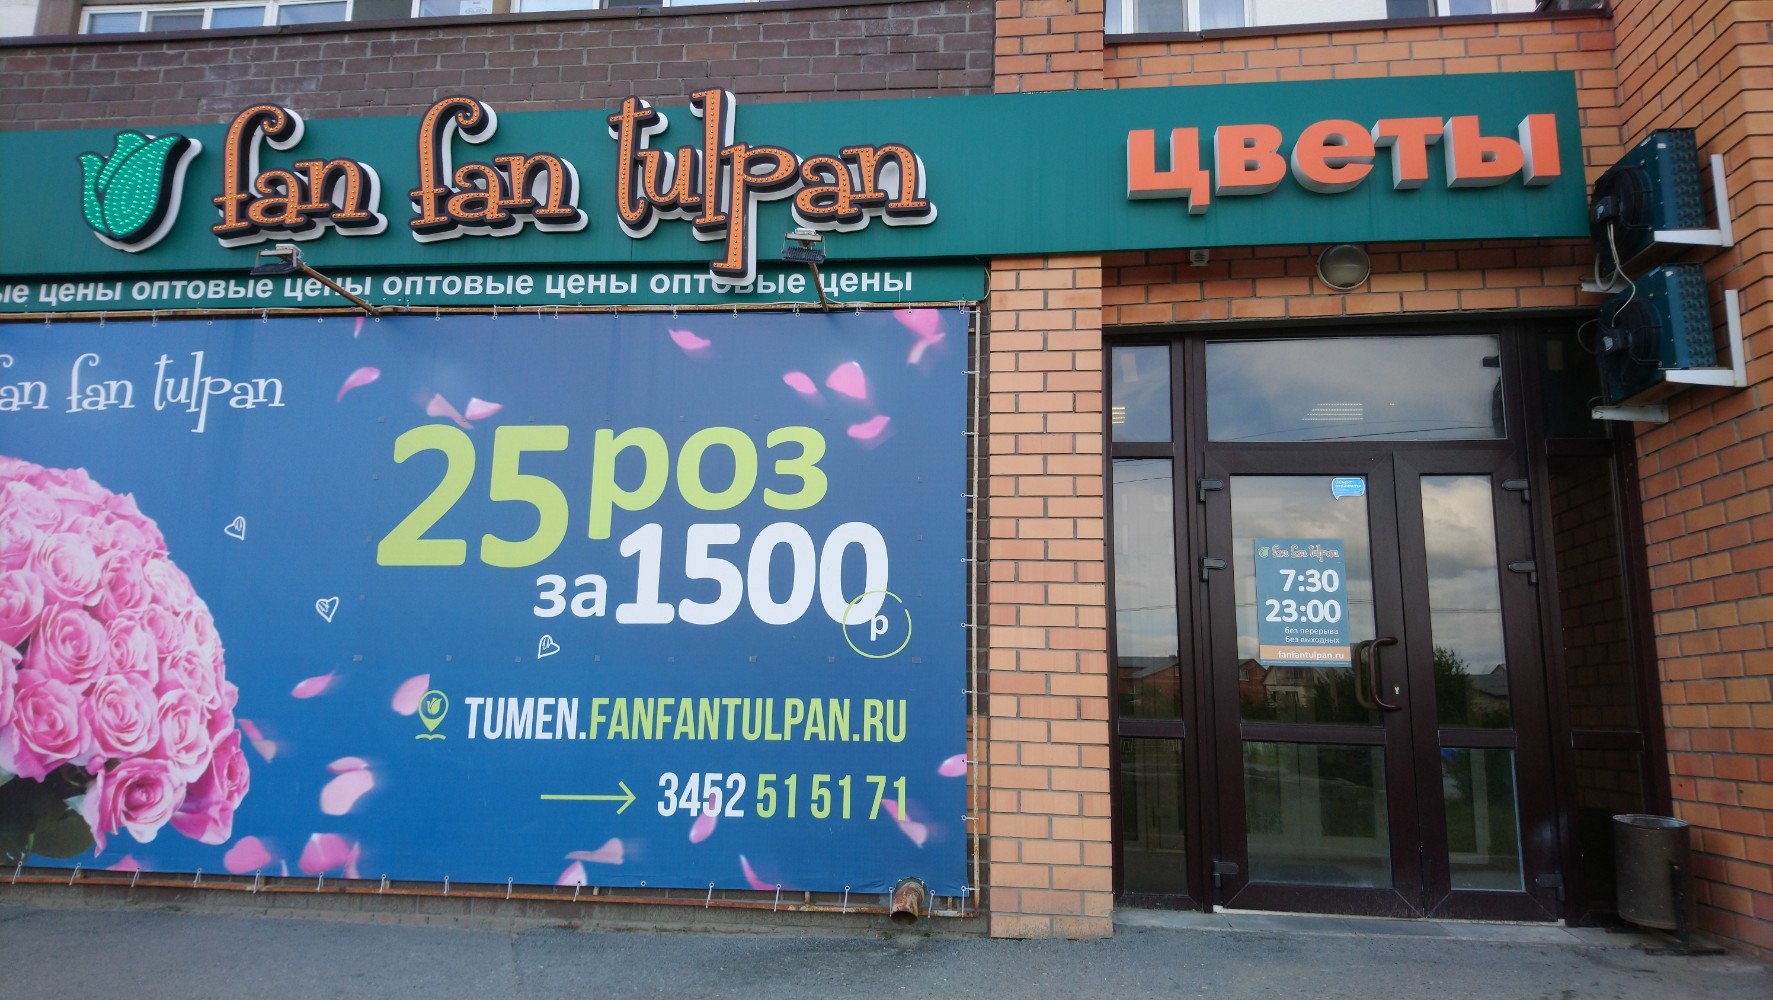 fan fan tulpan
цветы
цены оптовые цены оптовые цены оптовые цены
fan fan tulpan
25 роз
за 1500 р
TUMEN.FANFANTULPAN.RU
3452 51 51 71
fan fan tulpan
7:30
23:00
без перерыва
без выходных
fanfantulpan.ru